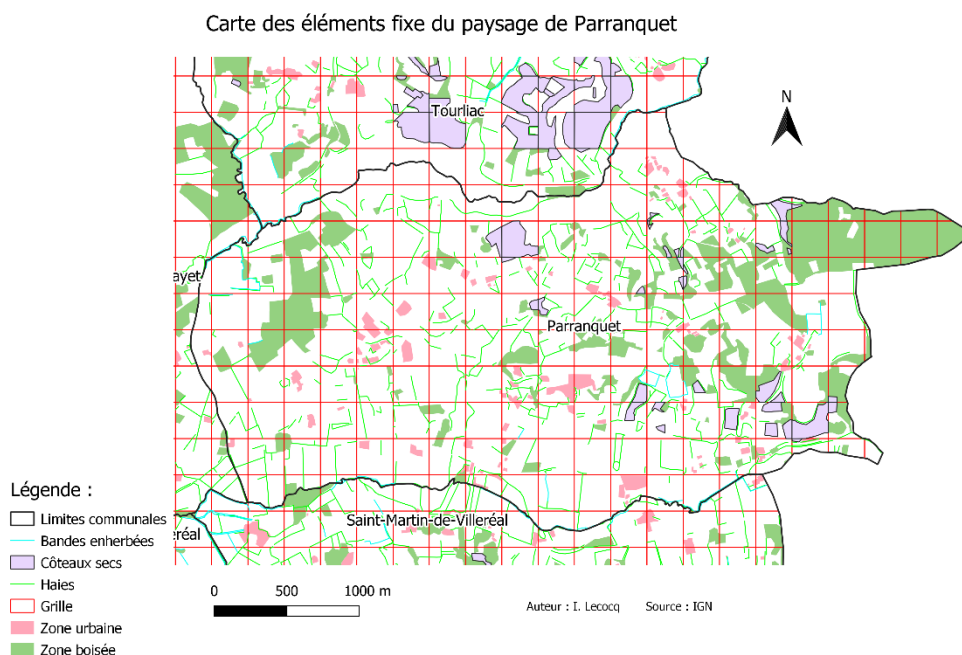 Carte des éléments fixe du paysage de Parranquet
Tourliac
N
ayet
Parranquet
Saint-Martin-de-Villeréal
eréal
Légende :
Limites communales
Bandes enherbées
Côteaux secs
Haies
Grille
Zone urbaine
Zone boisée
0 500 1000 m
Auteur : I. Lecocq Source : IGN